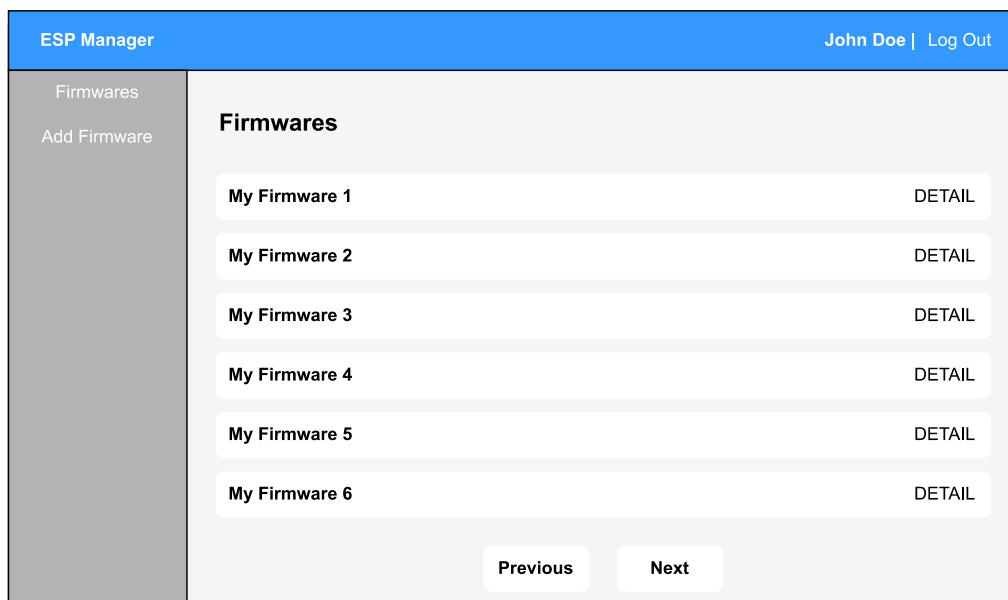 ESP Manager
John Doe | Log Out
Firmwares
Add Firmware
Firmwares
My Firmware 1 DETAIL
My Firmware 2 DETAIL
My Firmware 3 DETAIL
My Firmware 4 DETAIL
My Firmware 5 DETAIL
My Firmware 6 DETAIL
Previous Next